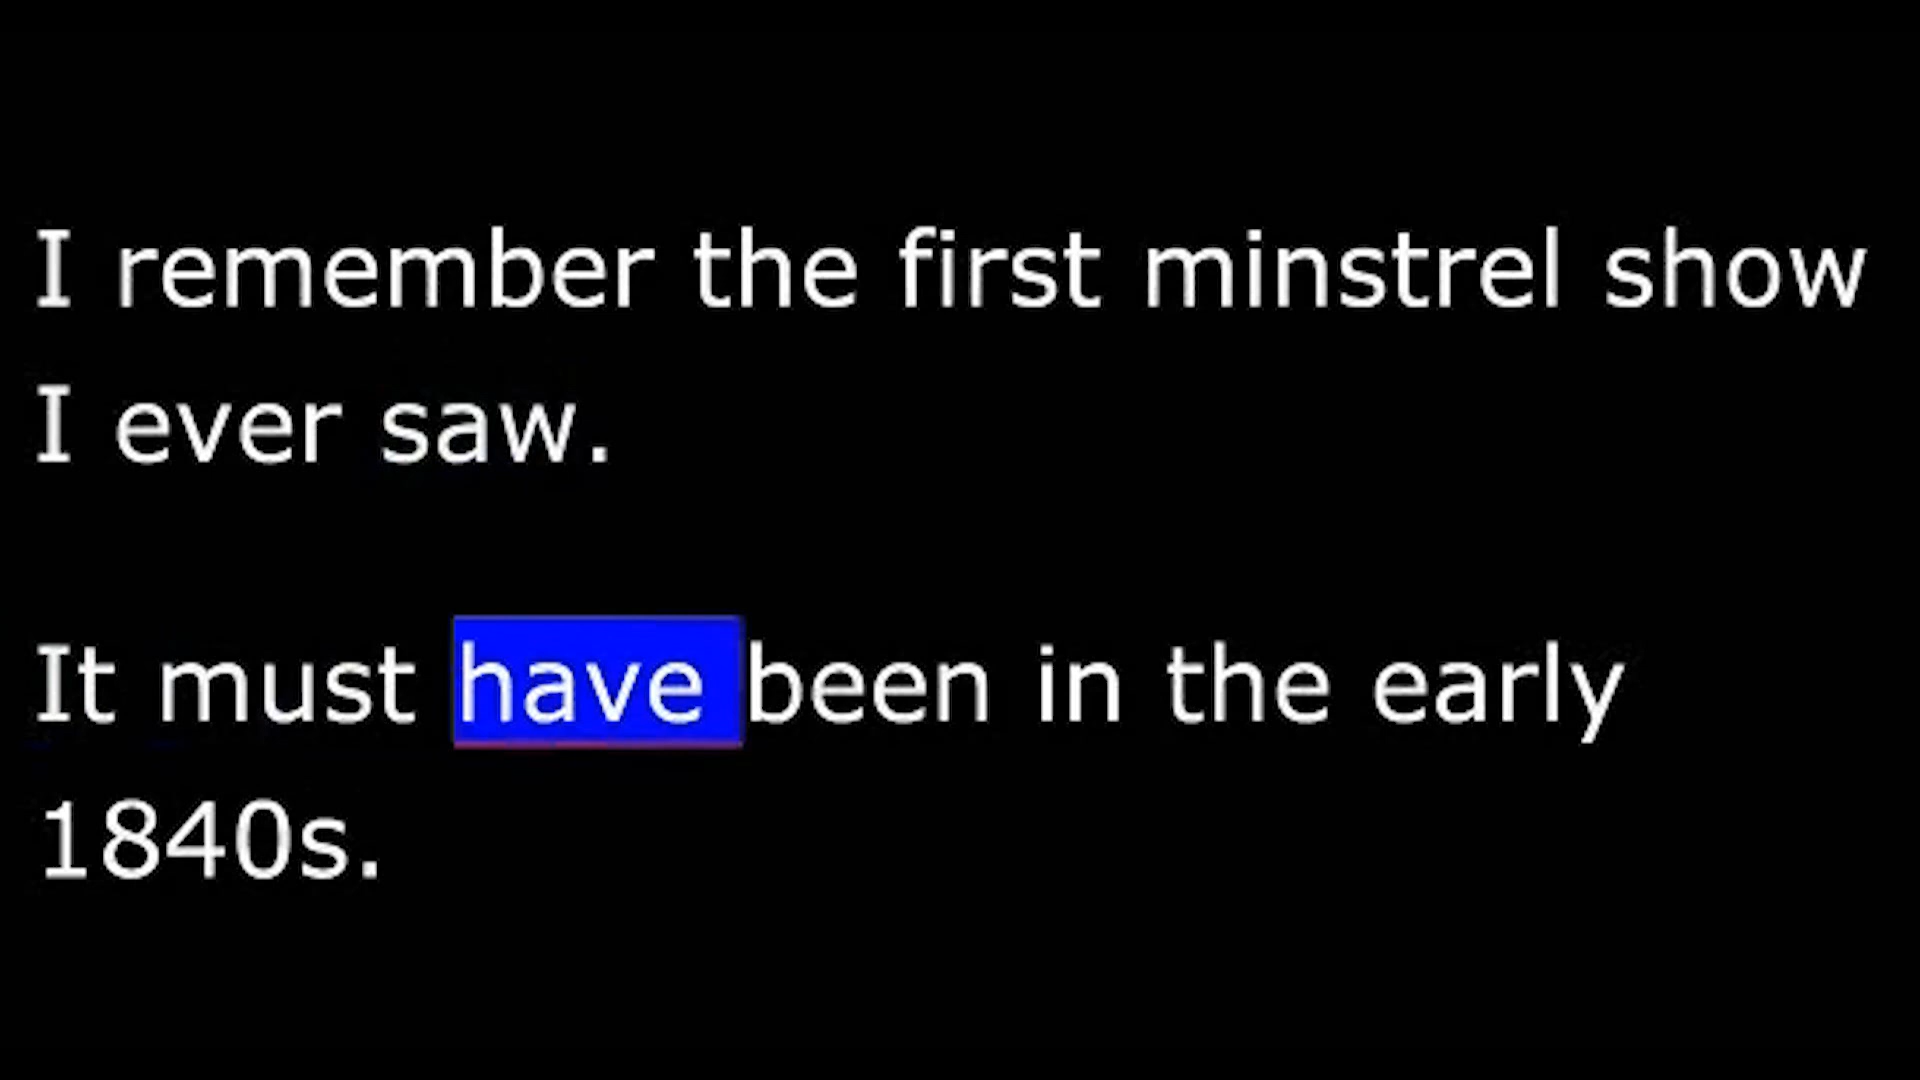 I remember the first minstrel show
I ever saw.
It must have been in the early
1840s.